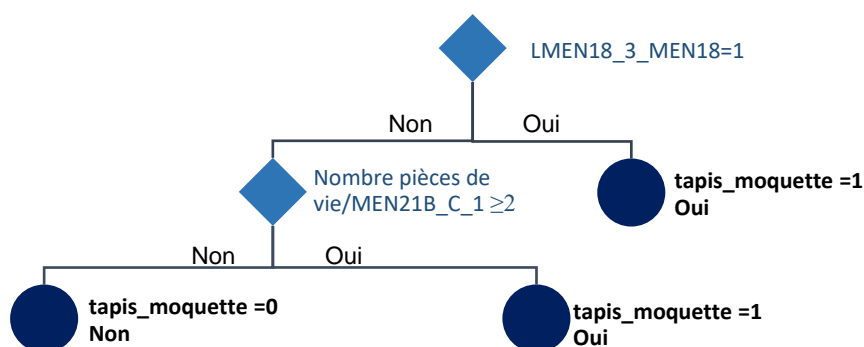 LMEN18_3_MEN18=1
Non
Oui
Nombre pièces de
vie/MEN21B_C_1 ≥2
tapis_moquette =1
Oui
Non
Oui
tapis_moquette =0
Non
tapis_moquette =1
Oui